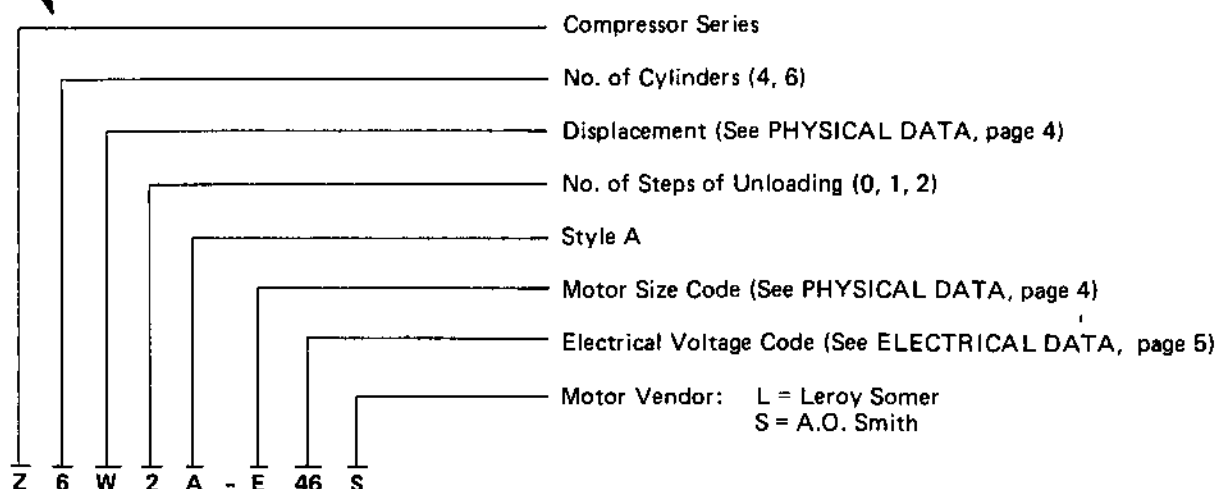 Compressor Series
No. of Cylinders (4, 6)
Displacement (See PHYSICAL DATA, page 4)
No. of Steps of Unloading (0, 1, 2)
Style A
Motor Size Code (See PHYSICAL DATA, page 4)
Electrical Voltage Code (See ELECTRICAL DATA, page 5)
Motor Vendor: L = Leroy Somer
S = A.O. Smith
Z 6 W 2 A - E 46 S